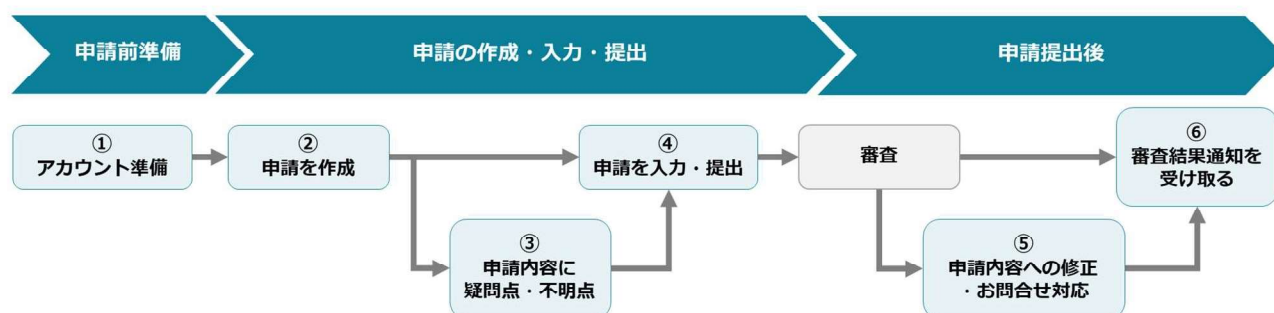 申請前準備
申請の作成・入力・提出
申請提出後
①
アカウント準備
②
申請を作成
③
申請内容に
疑問点・不明点
④
申請を入力・提出
審査
⑤
申請内容への修正
・お問合せ対応
⑥
審査結果通知を
受け取る